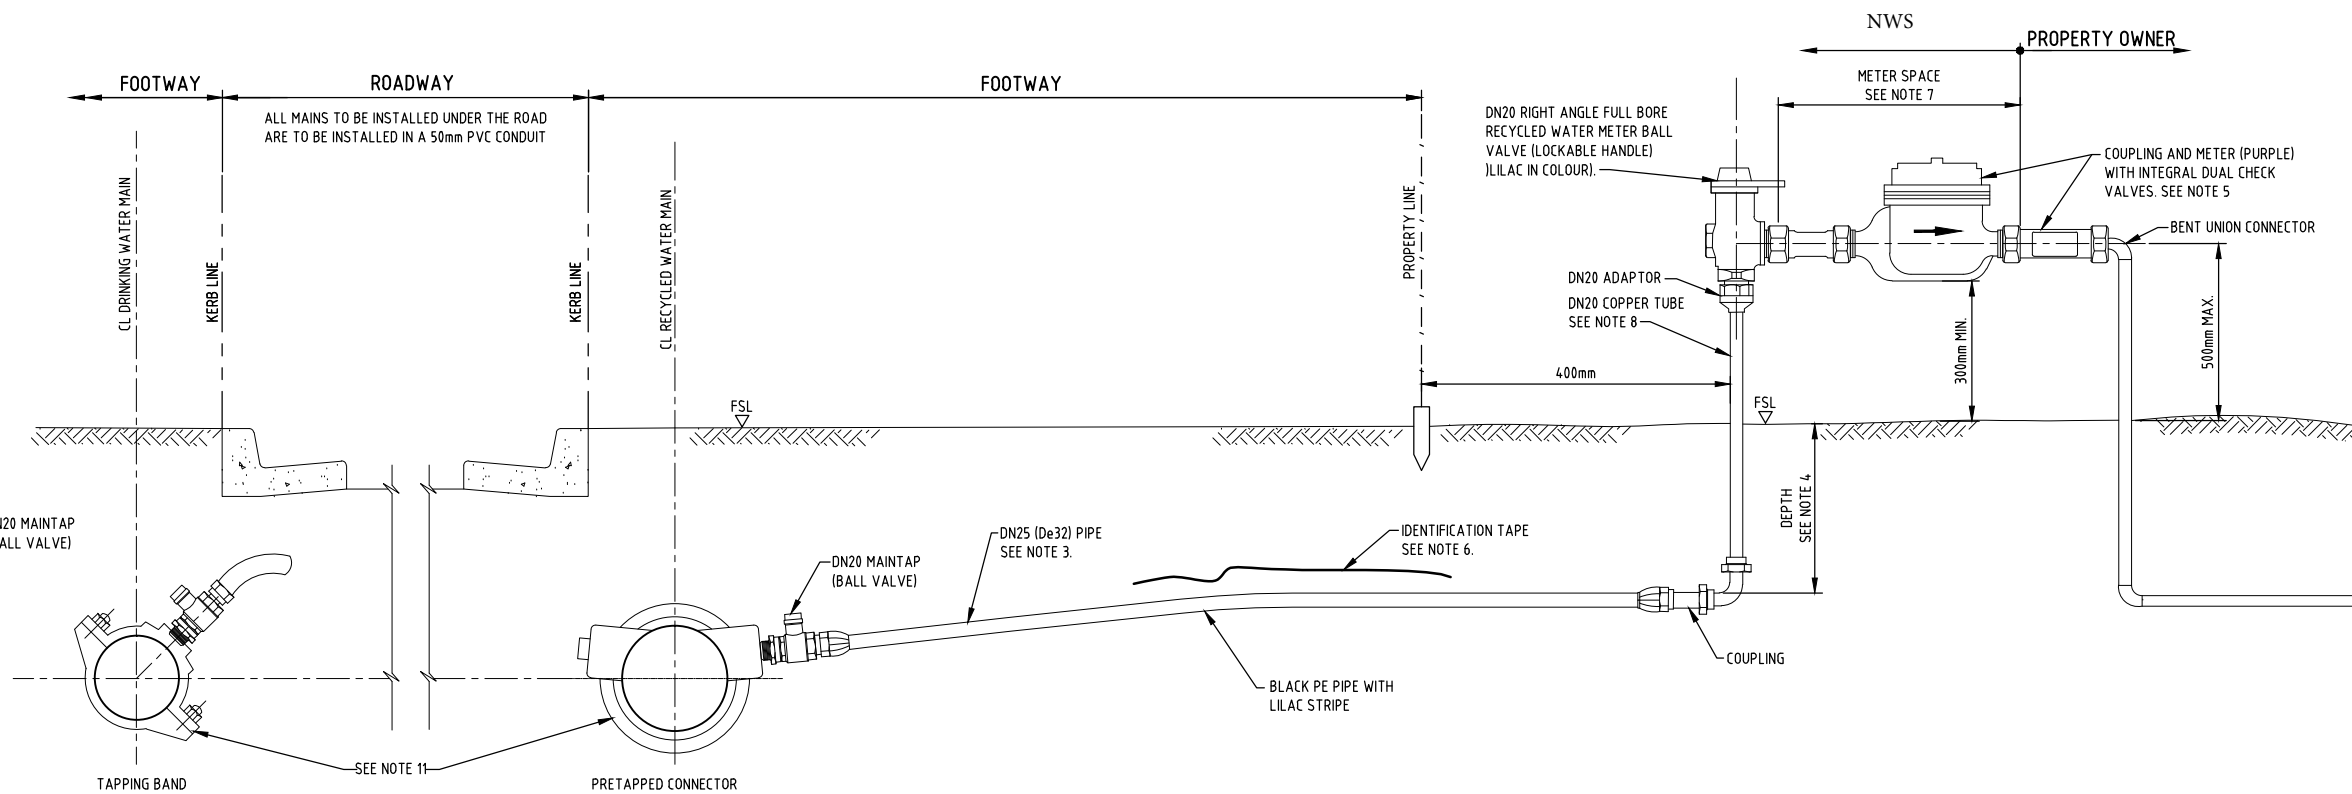 NWS
PROPERTY OWNER
FOOTWAY
ROADWAY
FOOTWAY
METER SPACE
SEE NOTE 7
ALL MAINS TO BE INSTALLED UNDER THE ROAD
ARE TO BE INSTALLED IN A 50mm PVC CONDUIT
DN20 RIGHT ANGLE FULL BORE
RECYCLED WATER METER BALL
VALVE (LOCKABLE HANDLE)
)LILAC IN COLOUR).
COUPLING AND METER (PURPLE)
WITH INTEGRAL DUAL CHECK
VALVES. SEE NOTE 5
BENT UNION CONNECTOR
CL DRINKING WATER MAIN
KERB LINE
KERB LINE
CL RECYCLED WATER MAIN
PROPERTY LINE
DN20 ADAPTOR
DN20 COPPER TUBE
SEE NOTE 8
300mm MIN.
500mm MAX.
400mm
FSL
FSL
DEPTH
SEE NOTE 4
N20 MAINTAP
ALL VALVE)
DN25 (De32) PIPE
SEE NOTE 3.
IDENTIFICATION TAPE
SEE NOTE 6.
DN20 MAINTAP
(BALL VALVE)
COUPLING
BLACK PE PIPE WITH
LILAC STRIPE
SEE NOTE 11
TAPPING BAND
PRETAPPED CONNECTOR